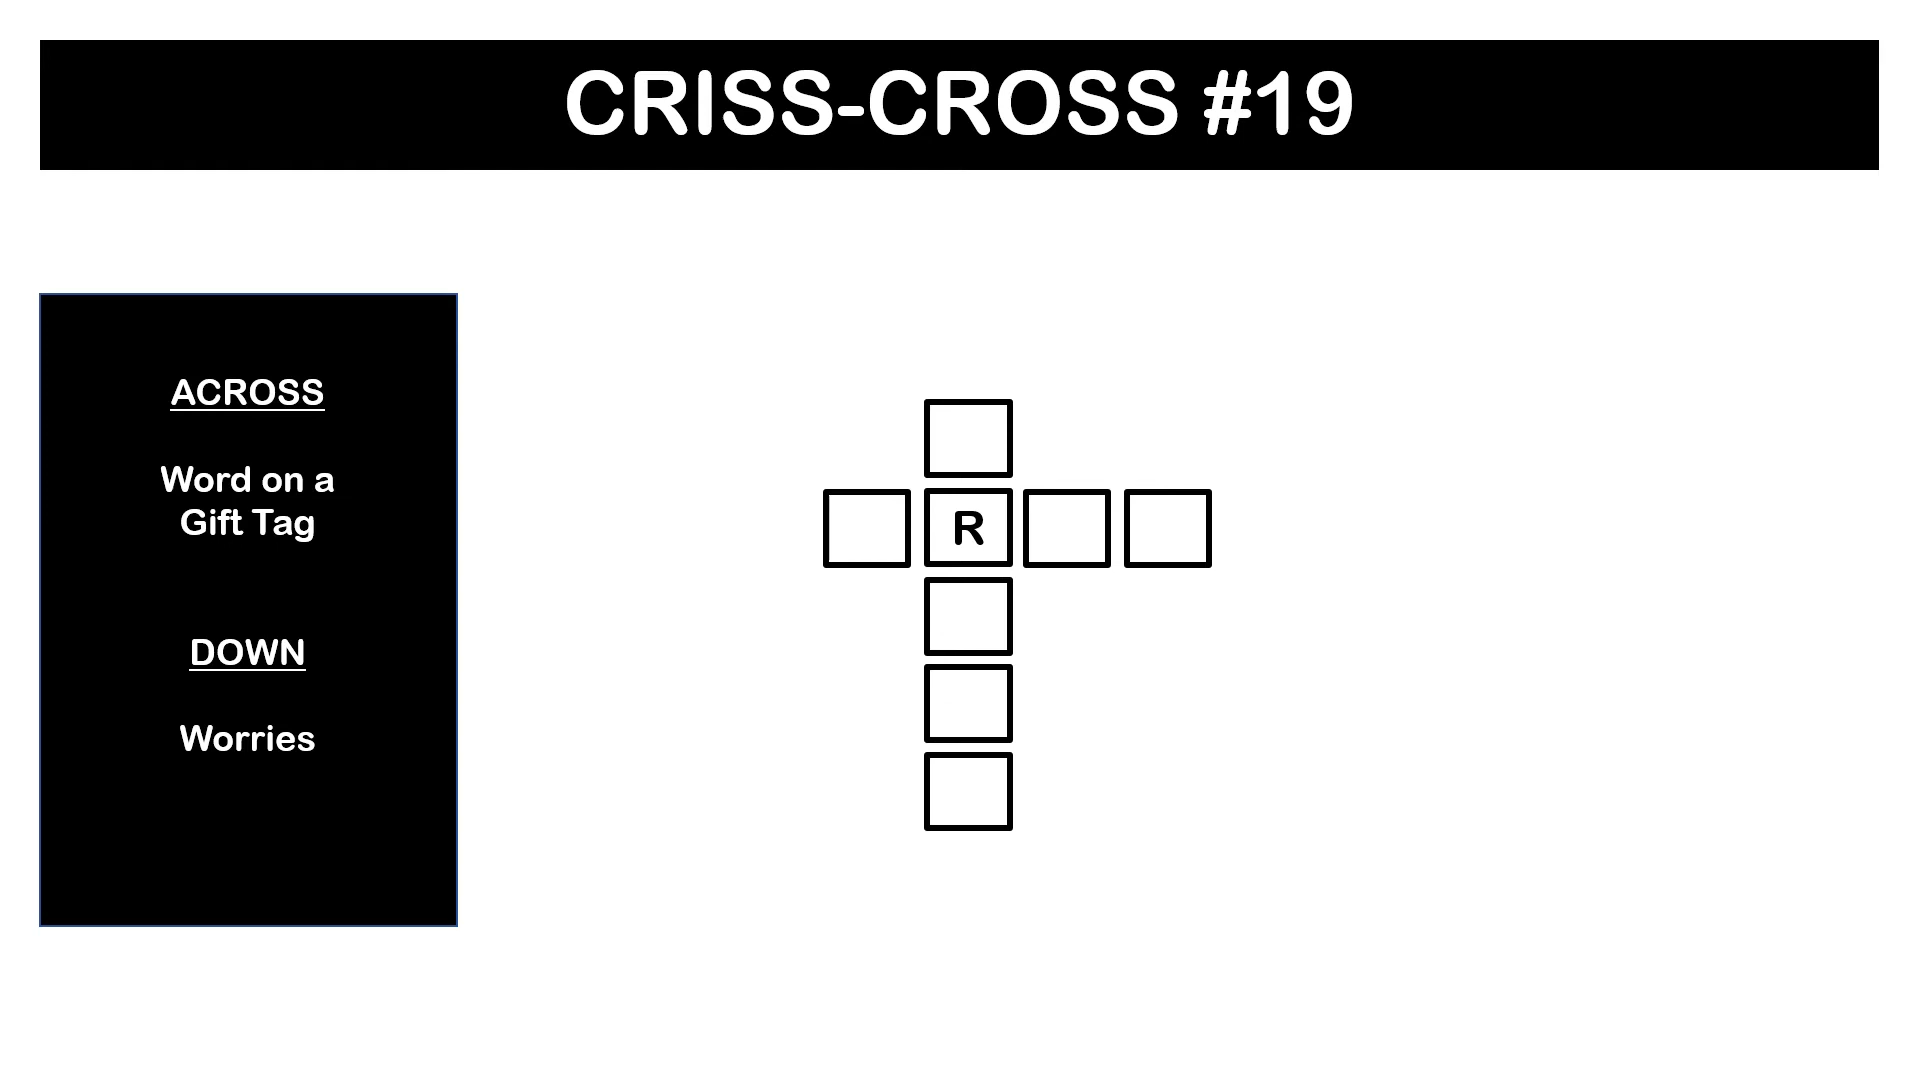 CRISS-CROSS #19
ACROSS
Word on a
Gift Tag
DOWN
Worries
R